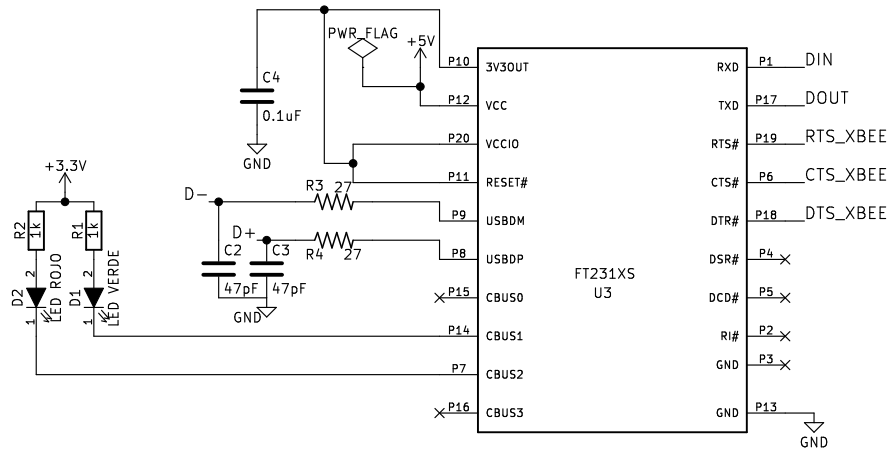 PWR_FLAG
+5V
C4
0.1uF
GND
P10 3V3OUT
P12 VCC
P20 VCCIO
P11 RESET#
P9 USBDM
P8 USBDP
P15 CBUS0
P14 CBUS1
P7 CBUS2
P16 CBUS3
FT231XS
U3
RXD P1 DIN
TXD P17 DOUT
RTS# P19 RTS_XBEE
CTS# P6 CTS_XBEE
DTR# P18 DTS_XBEE
DSR# P4
DCD# P5
RI# P2
GND P3
GND P13
GND
+3.3V
R2
1k
R1
1k
2
2
D2
LED ROJO
D1
LED VERDE
1
1
D-
R3 27
D+
R4 27
C2
47pF
C3
47pF
GND